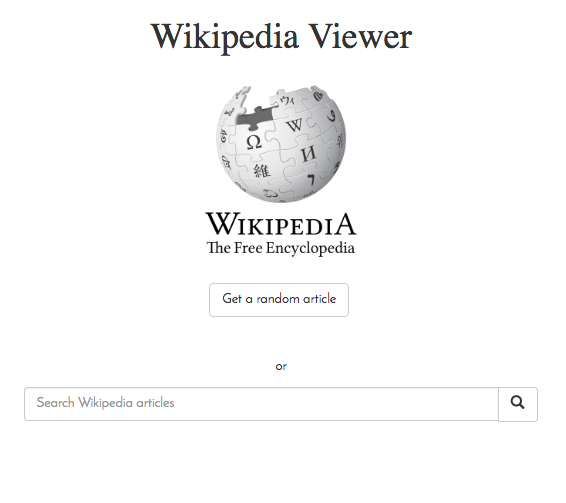 Wikipedia Viewer
Ω W И 維 7
WIKIPEDIA
The Free Encyclopedia
Get a random article
or
Search Wikipedia articles